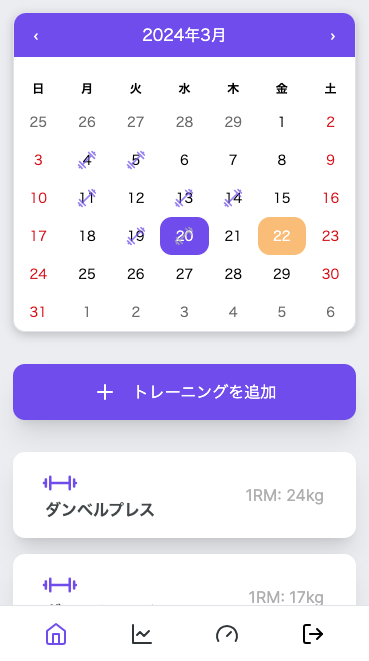 ‹ 2024年3月 ›
日 月 火 水 木 金 土
25 26 27 28 29 1 2
3 4 5 6 7 8 9
10 11 12 13 14 15 16
17 18 19 20 21 22 23
24 25 26 27 28 29 30
31 1 2 3 4 5 6
トレーニングを追加
ダンベルプレス
1RM: 24kg
1RM: 17kg